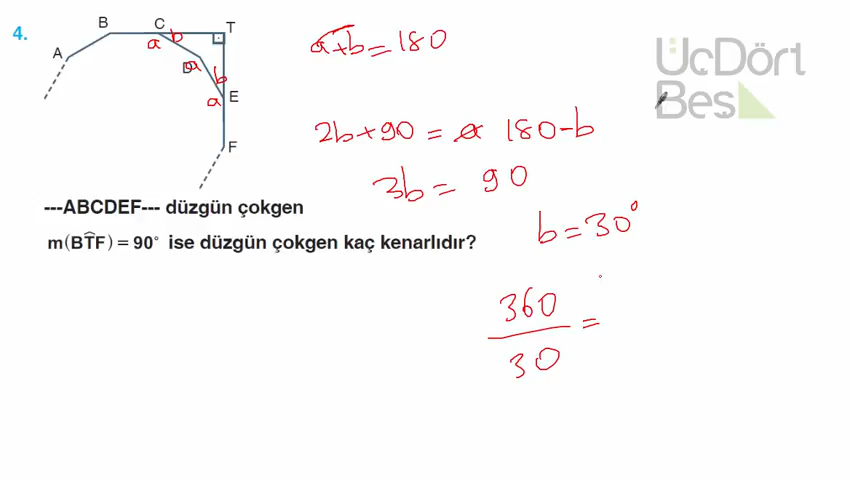 4.
B
C
T
A
a
b
D
a
b
a
E
F
a+b=180
ÜçDört
Beş
2b+90 = 180-b
3b = 90
b=30°
360
30
=
---ABCDEF--- düzgün çokgen
m(BTF) = 90° ise düzgün çokgen kaç kenarlıdır?